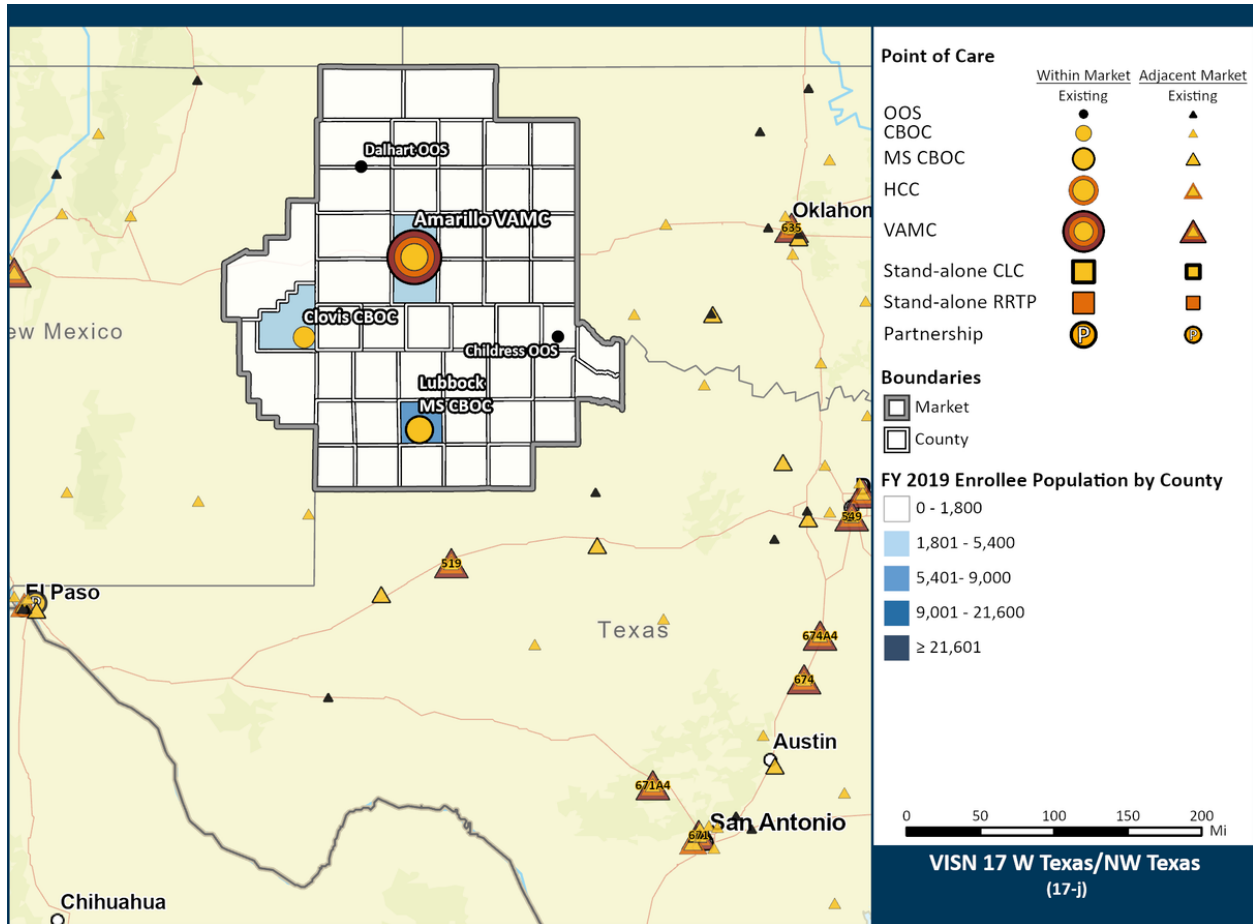 Dalhart OOS
Amarillo VAMC
Clovis CBOC
Childress OOS
Lubbock
MS CBOC
635
Oklahom
ew Mexico
549
519
El Paso
P
Texas
674A4
674
Austin
671A4
671
San Antonio
Chihuahua
Point of Care
Within Market Adjacent Market
Existing Existing
OOS
CBOC
MS CBOC
HCC
VAMC
Stand-alone CLC
Stand-alone RRTP
Partnership P P
Boundaries
Market
County
FY 2019 Enrollee Population by County
0 - 1,800
1,801 - 5,400
5,401- 9,000
9,001 - 21,600
≥ 21,601
0 50 100 150 200
Mi
VISN 17 W Texas/NW Texas
(17-j)